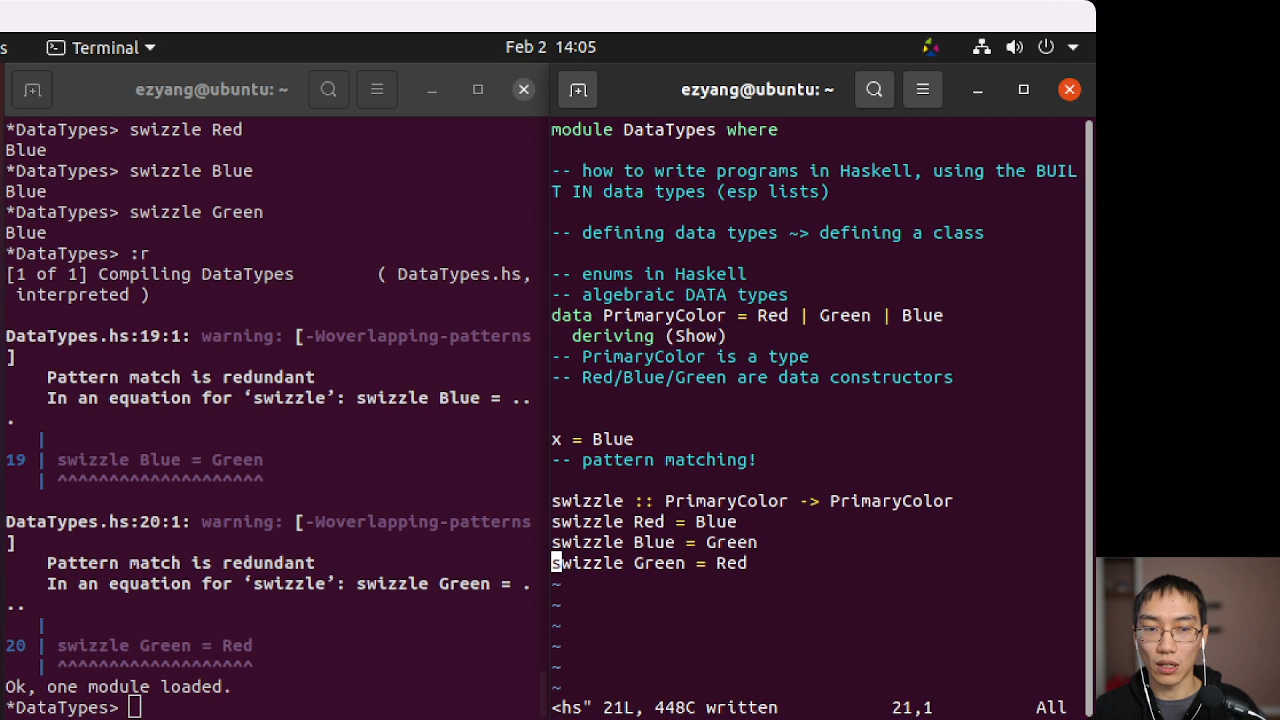 s Terminal Feb 2 14:05
ezyang@ubuntu: ~
*DataTypes> swizzle Red
Blue
*DataTypes> swizzle Blue
Blue
*DataTypes> swizzle Green
Blue
*DataTypes> :r
[1 of 1] Compiling DataTypes        ( DataTypes.hs,
 interpreted )
DataTypes.hs:19:1: warning: [-Woverlapping-patterns
]
    Pattern match is redundant
    In an equation for ‘swizzle’: swizzle Blue = ..
.
   |
19 | swizzle Blue = Green
   | ^^^^^^^^^^^^^^^^^^^^
DataTypes.hs:20:1: warning: [-Woverlapping-patterns
]
    Pattern match is redundant
    In an equation for ‘swizzle’: swizzle Green = .
..
   |
20 | swizzle Green = Red
   | ^^^^^^^^^^^^^^^^^^^
Ok, one module loaded.
*DataTypes>
ezyang@ubuntu: ~
module DataTypes where
-- how to write programs in Haskell, using the BUIL
T IN data types (esp lists)
-- defining data types ~> defining a class
-- enums in Haskell
-- algebraic DATA types
data PrimaryColor = Red | Green | Blue
  deriving (Show)
-- PrimaryColor is a type
-- Red/Blue/Green are data constructors
x = Blue
-- pattern matching!
swizzle :: PrimaryColor -> PrimaryColor
swizzle Red = Blue
swizzle Blue = Green
swizzle Green = Red
~
~
~
~
~
~
<hs" 21L, 448C written 21,1 All